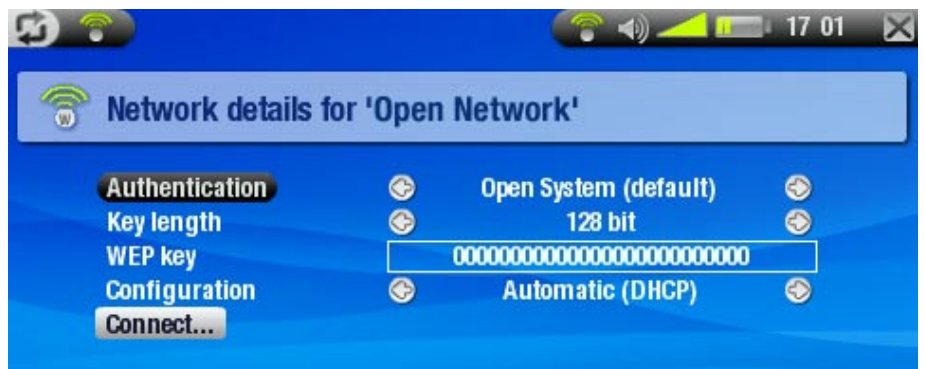 17 01
W
Network details for 'Open Network'
Authentication Open System (default)
Key length 128 bit
WEP key 00000000000000000000000000
Configuration Automatic (DHCP)
Connect...